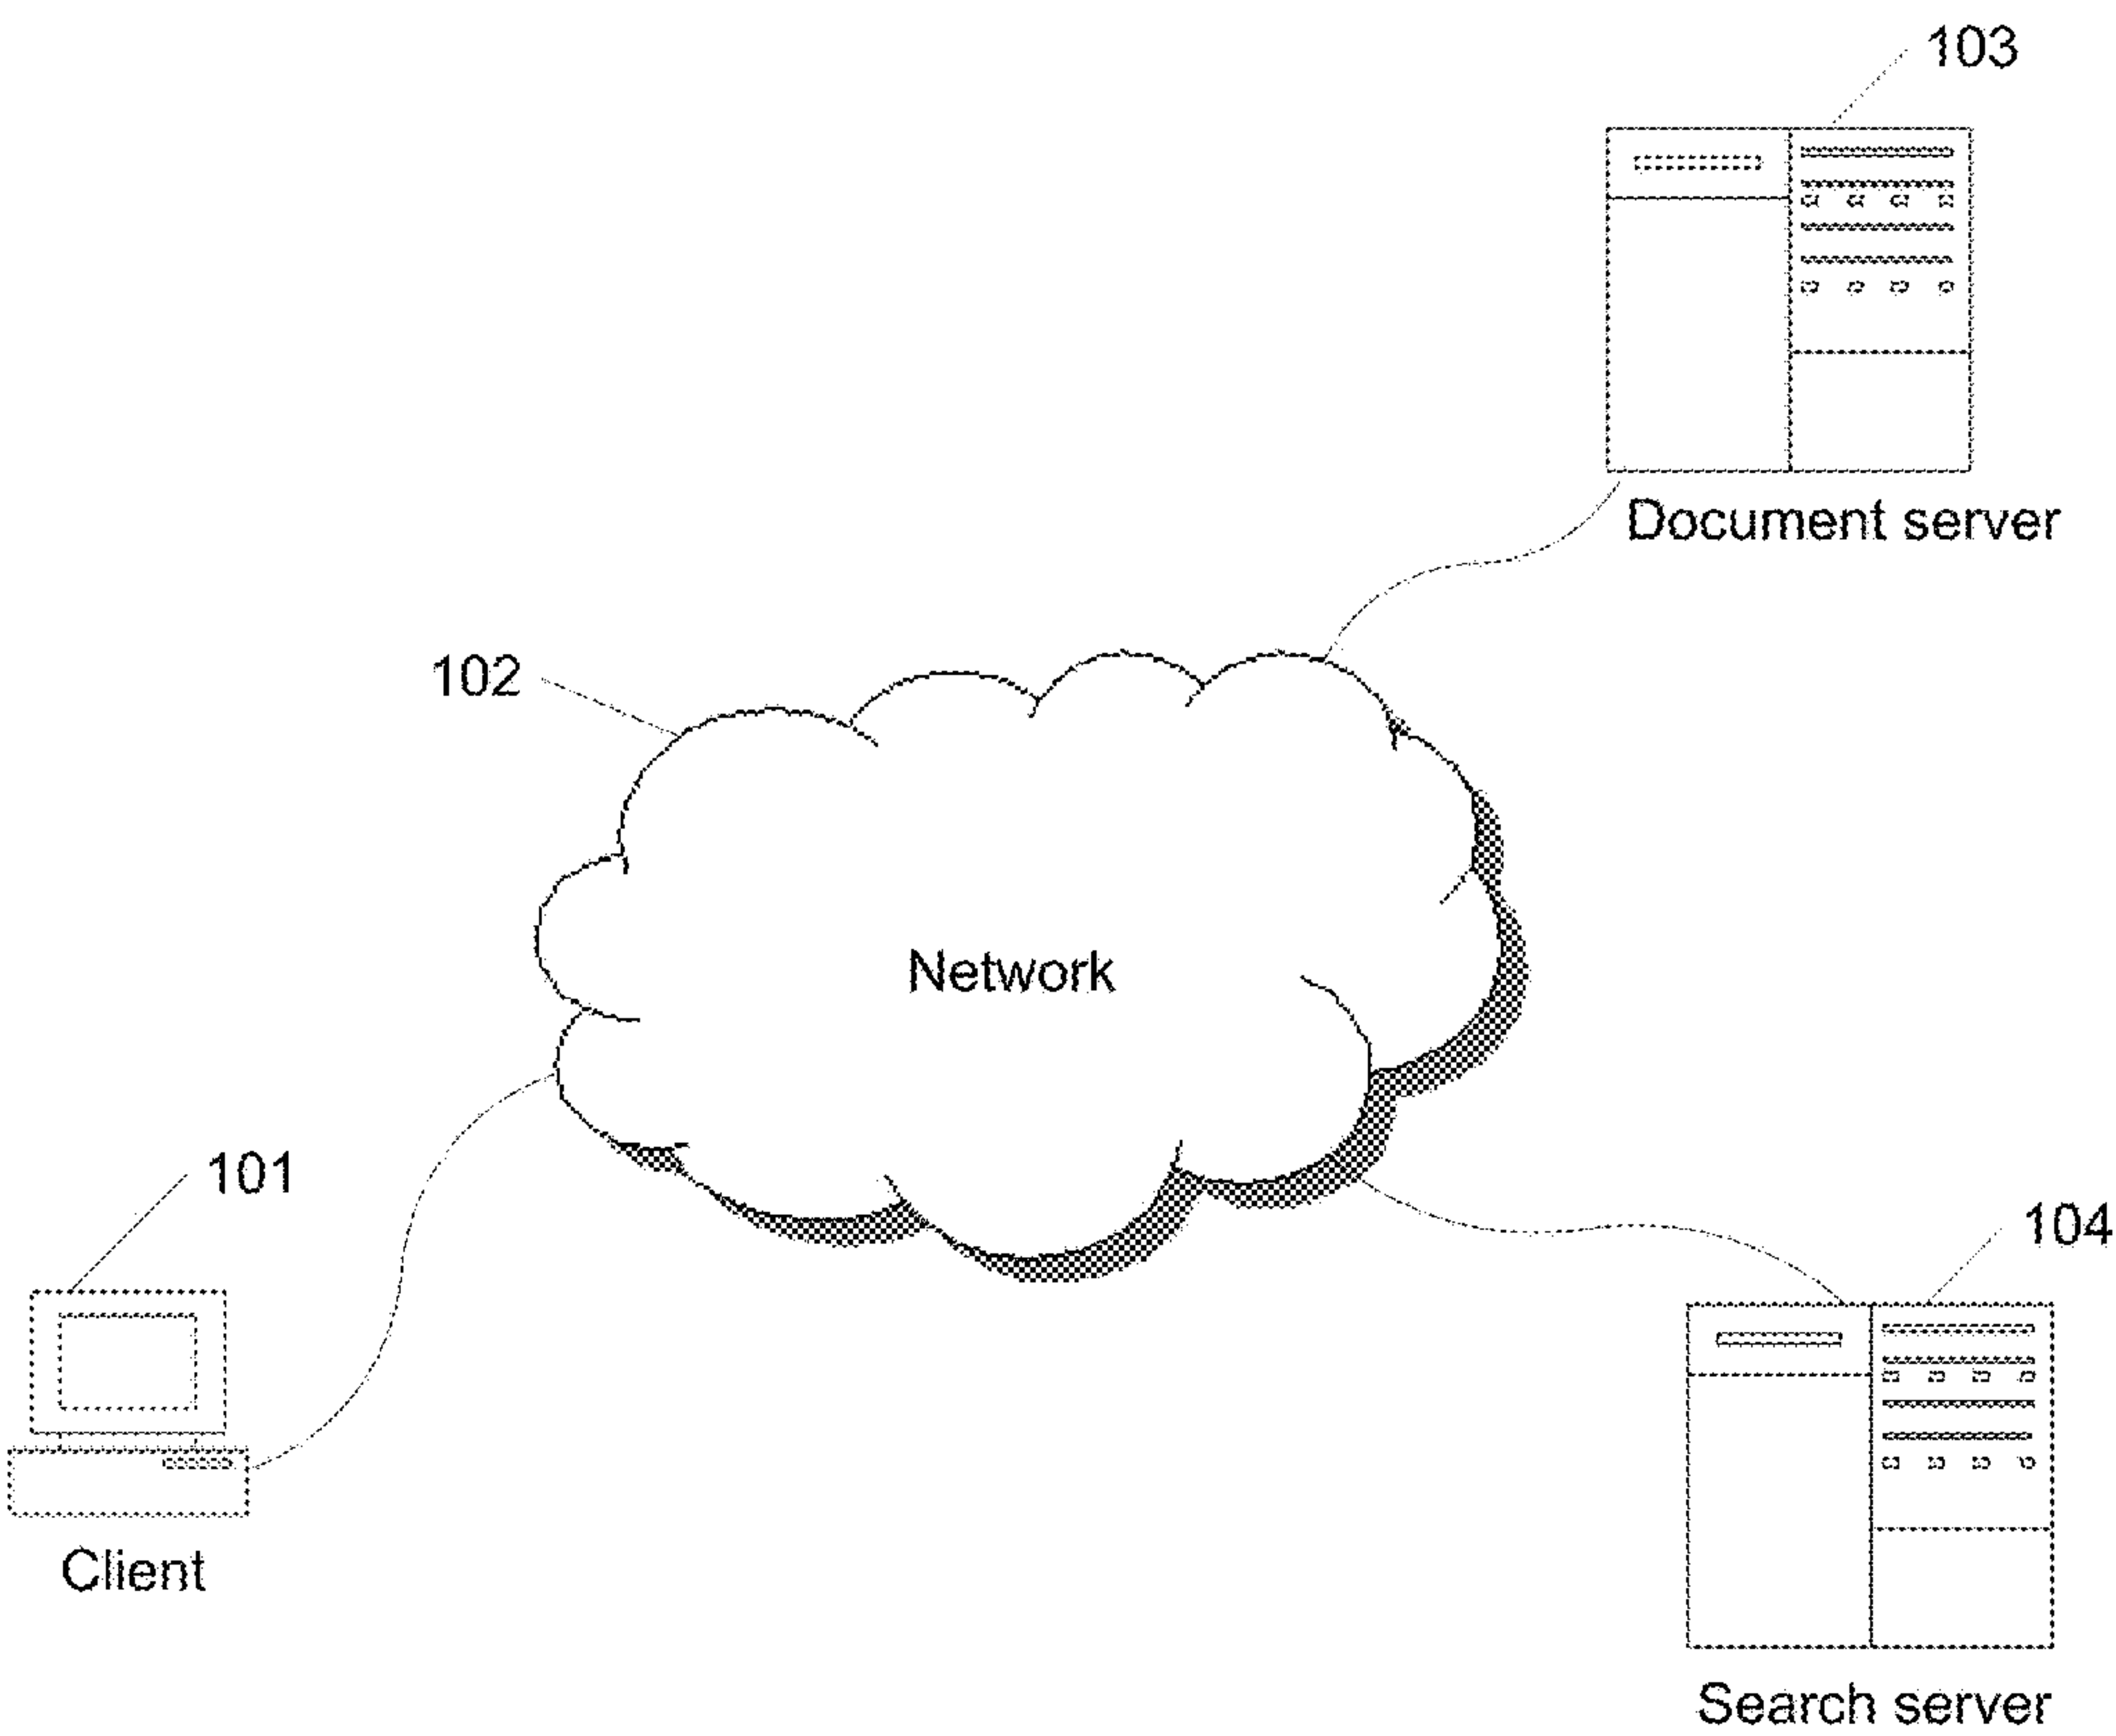 103
Document server
102
Network
101
104
Client
Search server